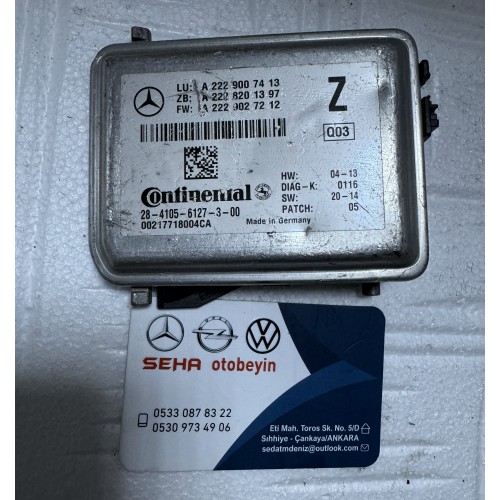 LU: A 222 900 74 13
ZB: A 222 820 13 97
FW: A 222 902 72 12
Z
Q03
Continental
28-4105-6127-3-00
00217718004CA
HW: 04-13
DIAG-K: 0116
SW: 20-14
PATCH: 05
Made in Germany
SEHA otobeyin
0533 087 83 22
0530 973 49 06
Eti Mah. Toros Sk. No. 5/D
Sıhhiye - Çankaya/ANKARA
sedatmdeniz@outlook.com